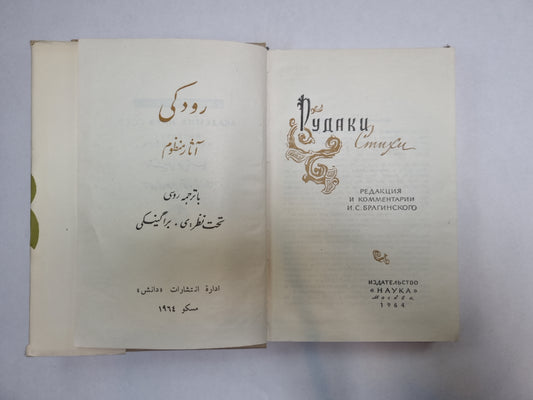 رودکی
آثار منظوم
با ترجمه روسی
تحت نظر ی. براگینسکی
ادارهٔ انتشارات «دانش»
مسکو ۱۹٦٤
Рудаки
Стихи
РЕДАКЦИЯ
И КОММЕНТАРИИ
И.С.БРАГИНСКОГО
ИЗДАТЕЛЬСТВО
«НАУКА»
Москва
1964